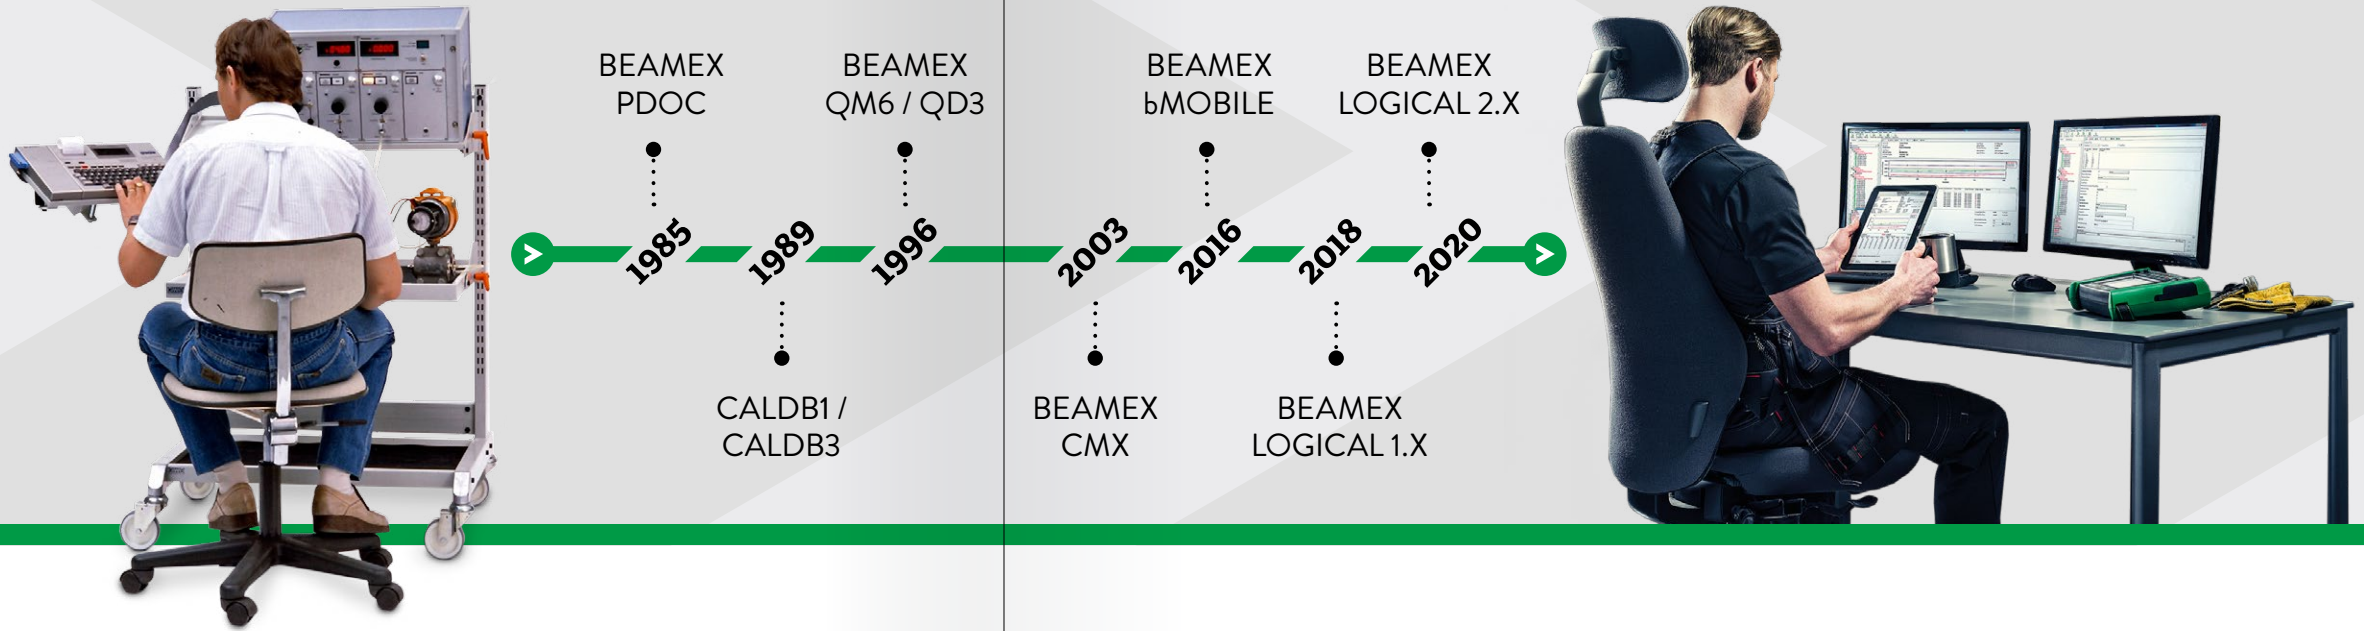 BEAMEX
PDOC
BEAMEX
QM6 / QD3
BEAMEX
bMOBILE
BEAMEX
LOGICAL 2.X
1985
1989
1996
2003
2016
2018
2020
CALDB1 /
CALDB3
BEAMEX
CMX
BEAMEX
LOGICAL 1.X